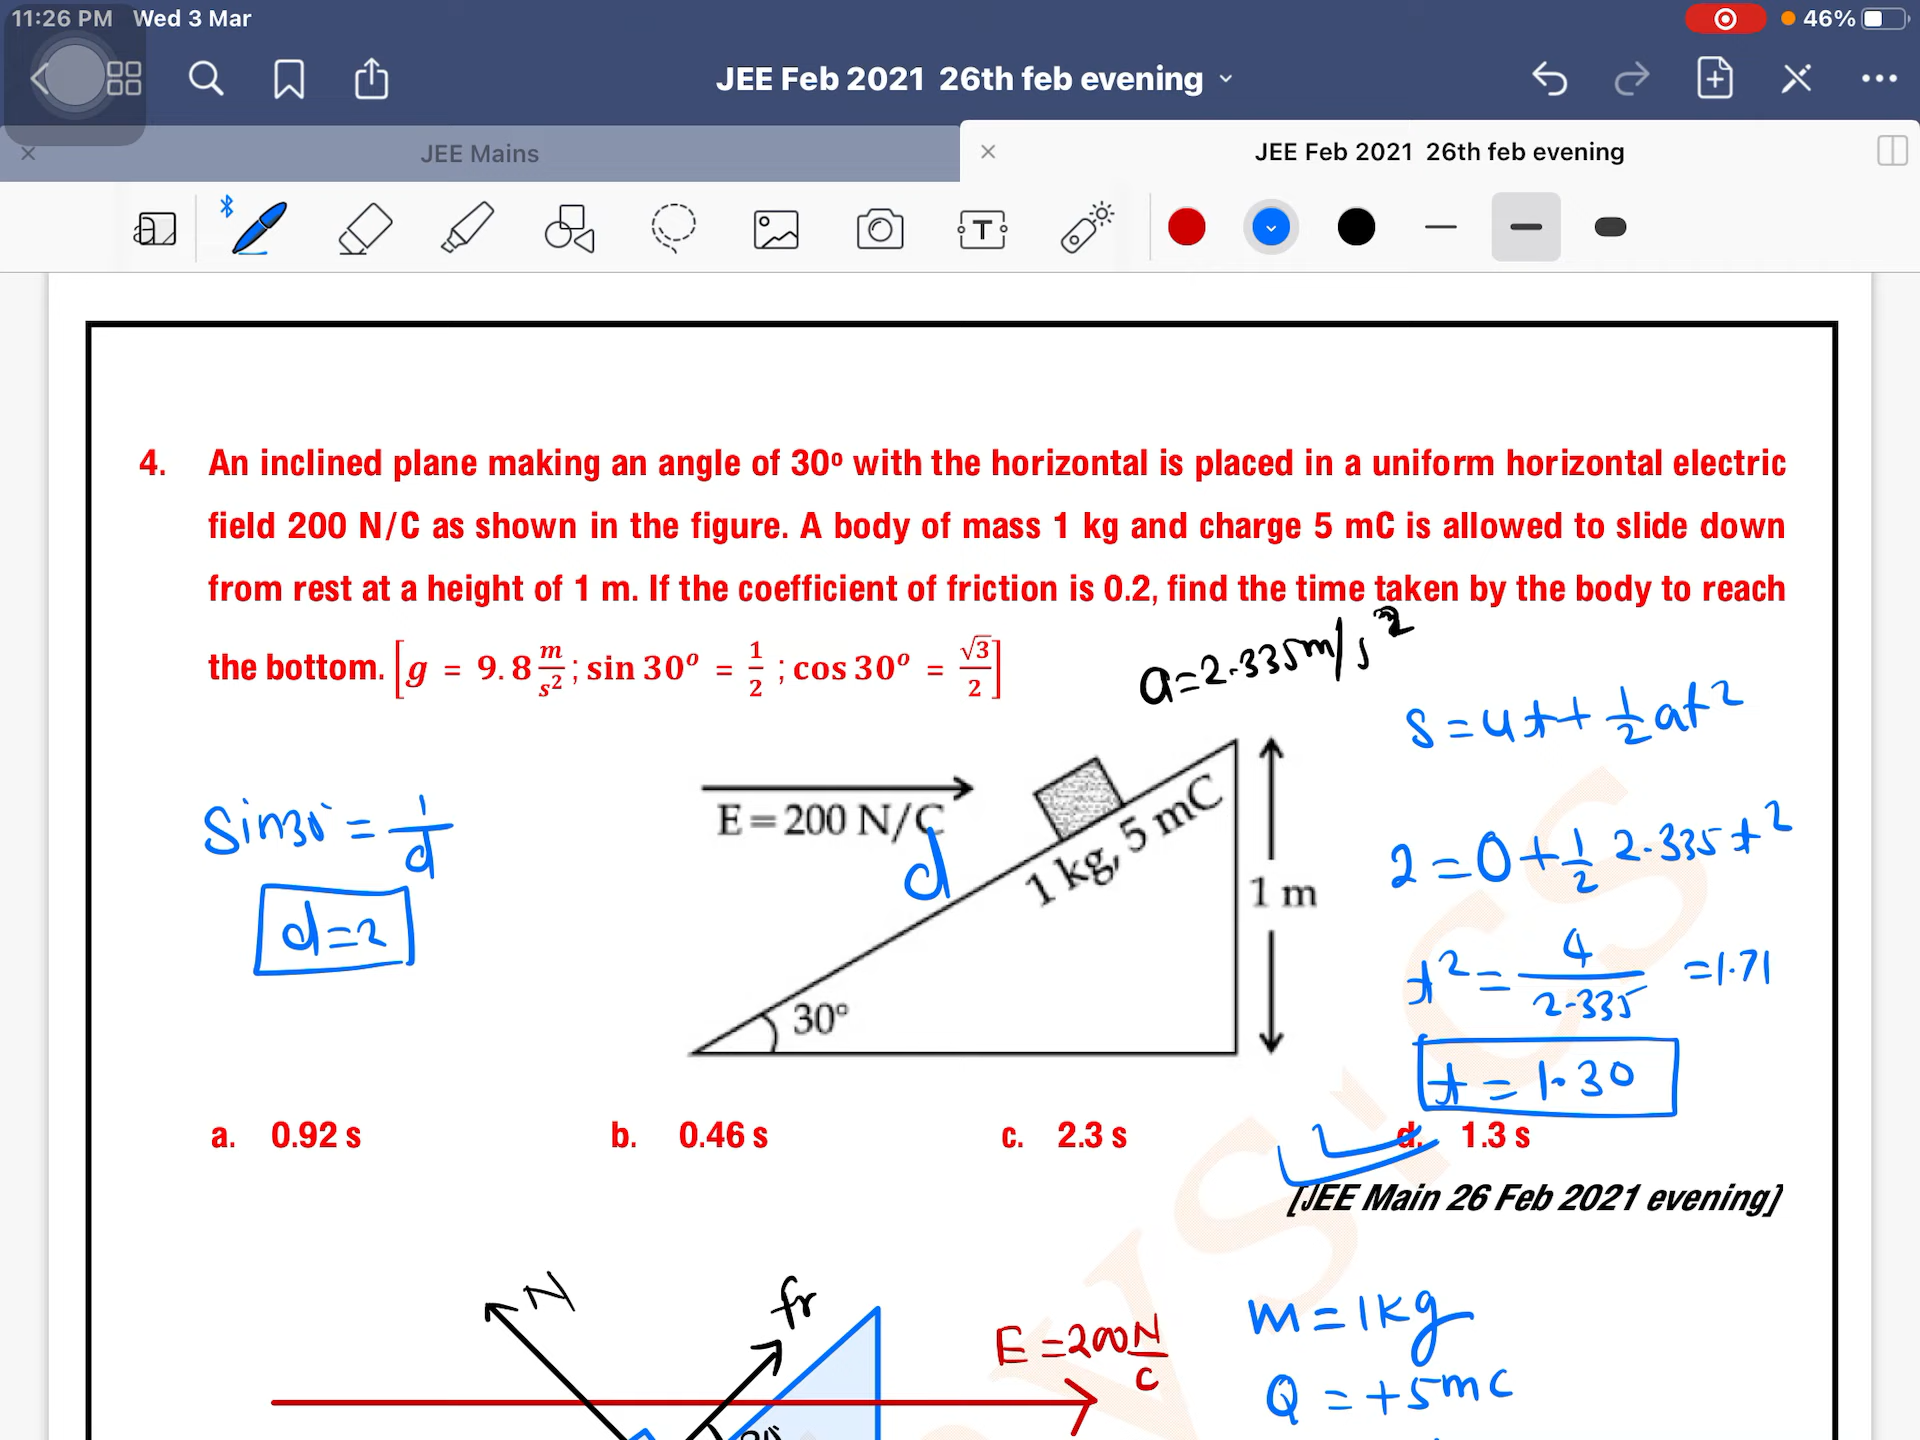 11:26 PM Wed 3 Mar
46%
JEE Feb 2021 26th feb evening
JEE Mains
JEE Feb 2021 26th feb evening
4. An inclined plane making an angle of 30º with the horizontal is placed in a uniform horizontal electric
field 200 N/C as shown in the figure. A body of mass 1 kg and charge 5 mC is allowed to slide down
from rest at a height of 1 m. If the coefficient of friction is 0.2, find the time taken by the body to reach
the bottom. [g = 9.8 m/s²; sin 30º = 1/2 ; cos 30º = √3/2]
a=2.335m/s²
s=ut+½at²
E=200 N/C
sin30°=1/d
d
1 kg, 5 mC
2=0+½ 2.335t²
1 m
d=2
t²=4/2.335 =1.71
30°
t=1.30
a. 0.92 s b. 0.46 s c. 2.3 s d. 1.3 s
[JEE Main 26 Feb 2021 evening]
N
fr
E=200N/C
m=1kg
Q=+5mC